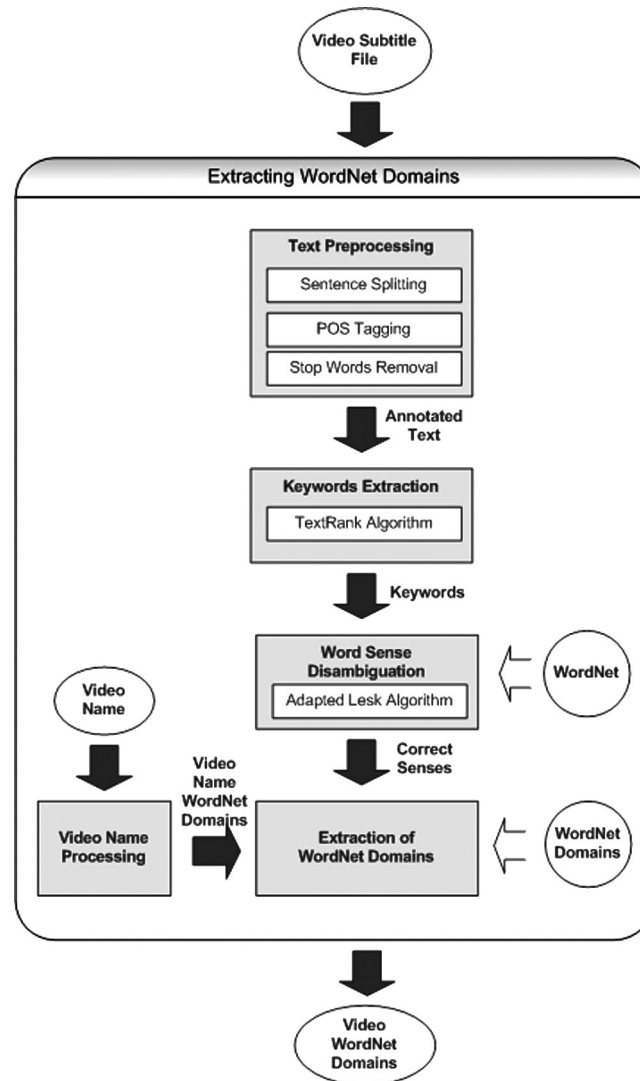 Video Subtitle
File
Extracting WordNet Domains
Text Preprocessing
Sentence Splitting
POS Tagging
Stop Words Removal
Annotated
Text
Keywords Extraction
TextRank Algorithm
Keywords
Word Sense
Disambiguation
Adapted Lesk Algorithm
WordNet
Video
Name
Correct
Senses
Video
Name
WordNet
Domains
Video Name
Processing
Extraction of
WordNet Domains
WordNet
Domains
Video
WordNet
Domains